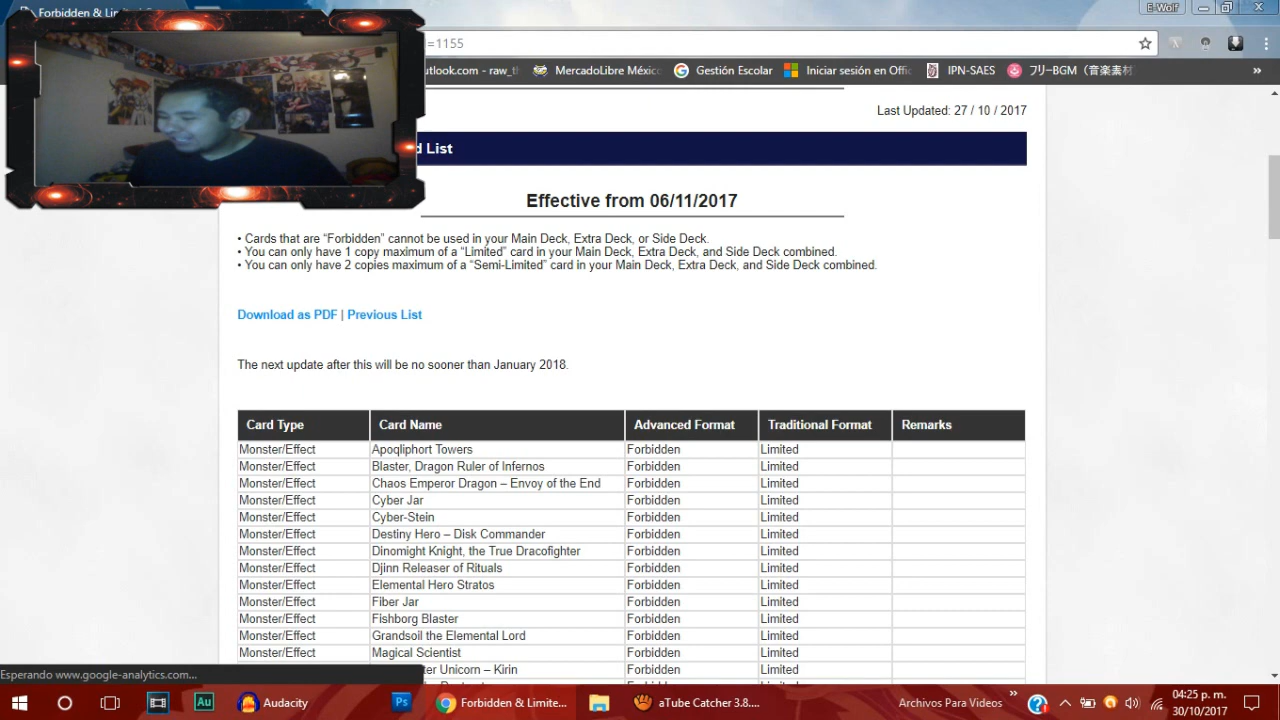 Forbidden & Li
E-Wolf
=1155
utlook.com - raw_t
MercadoLibre México
Gestión Escolar
Iniciar sesión en Offic
IPN-SAES
フリーBGM（音楽素材
»
Last Updated: 27 / 10 / 2017
d List
Effective from 06/11/2017
• Cards that are “Forbidden” cannot be used in your Main Deck, Extra Deck, or Side Deck.
• You can only have 1 copy maximum of a “Limited” card in your Main Deck, Extra Deck, and Side Deck combined.
• You can only have 2 copies maximum of a “Semi-Limited” card in your Main Deck, Extra Deck, and Side Deck combined.
Download as PDF | Previous List
The next update after this will be no sooner than January 2018.
Card Type Card Name Advanced Format Traditional Format Remarks
Monster/Effect Apoqliphort Towers Forbidden Limited
Monster/Effect Blaster, Dragon Ruler of Infernos Forbidden Limited
Monster/Effect Chaos Emperor Dragon – Envoy of the End Forbidden Limited
Monster/Effect Cyber Jar Forbidden Limited
Monster/Effect Cyber-Stein Forbidden Limited
Monster/Effect Destiny Hero – Disk Commander Forbidden Limited
Monster/Effect Dinomight Knight, the True Dracofighter Forbidden Limited
Monster/Effect Djinn Releaser of Rituals Forbidden Limited
Monster/Effect Elemental Hero Stratos Forbidden Limited
Monster/Effect Fiber Jar Forbidden Limited
Monster/Effect Fishborg Blaster Forbidden Limited
Monster/Effect Grandsoil the Elemental Lord Forbidden Limited
Monster/Effect Magical Scientist Forbidden Limited
ter Unicorn – Kirin Forbidden Limited
Esperando www.google-analytics.com...
Au
Audacity
Ps
Forbidden & Limite...
aTube Catcher 3.8....
Archivos Para Videos
»
04:25 p. m.
30/10/2017